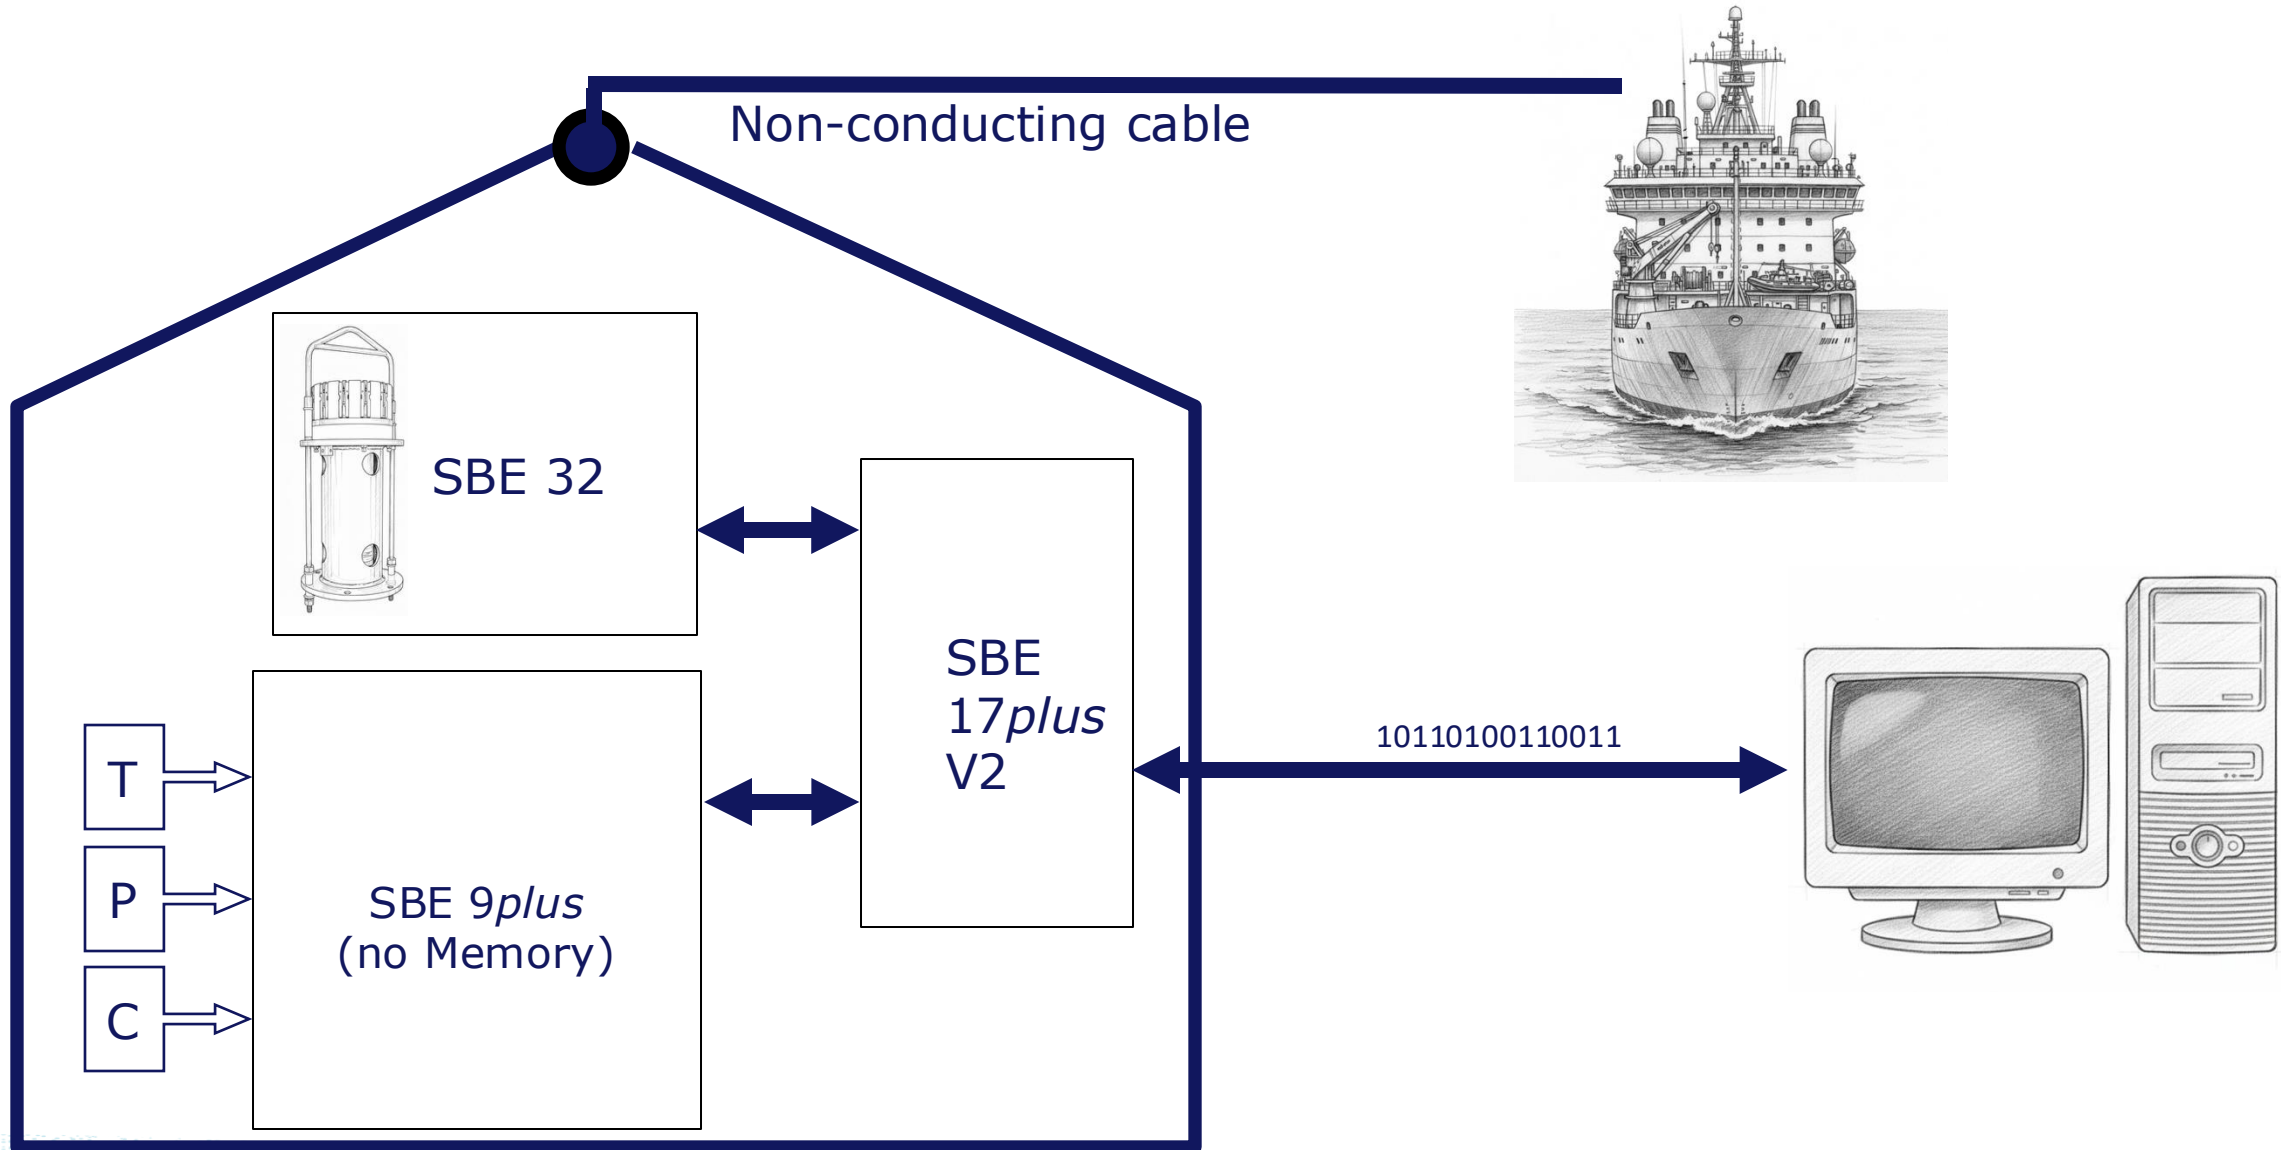 Non-conducting cable
SBE 32
SBE
17plus
V2
10110100110011
T
P
C
SBE 9plus
(no Memory)